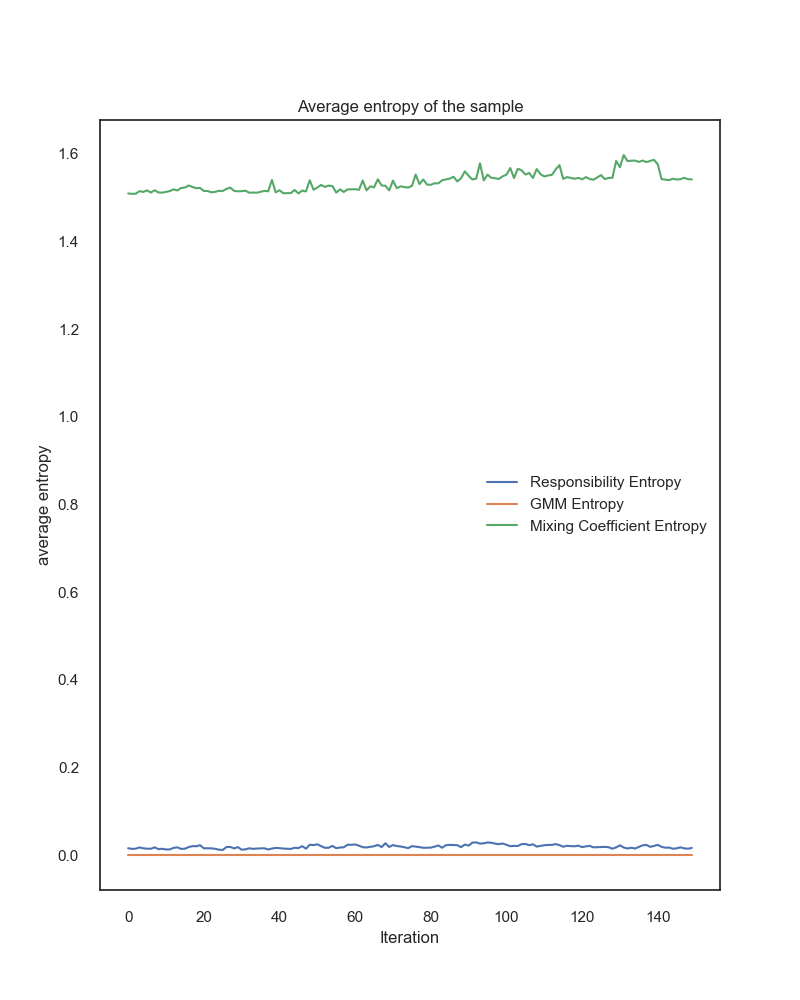 Average entropy of the sample
1.6
1.4
1.2
1.0
0.8
0.6
0.4
0.2
0.0
average entropy
Responsibility Entropy
GMM Entropy
Mixing Coefficient Entropy
0 20 40 60 80 100 120 140
Iteration